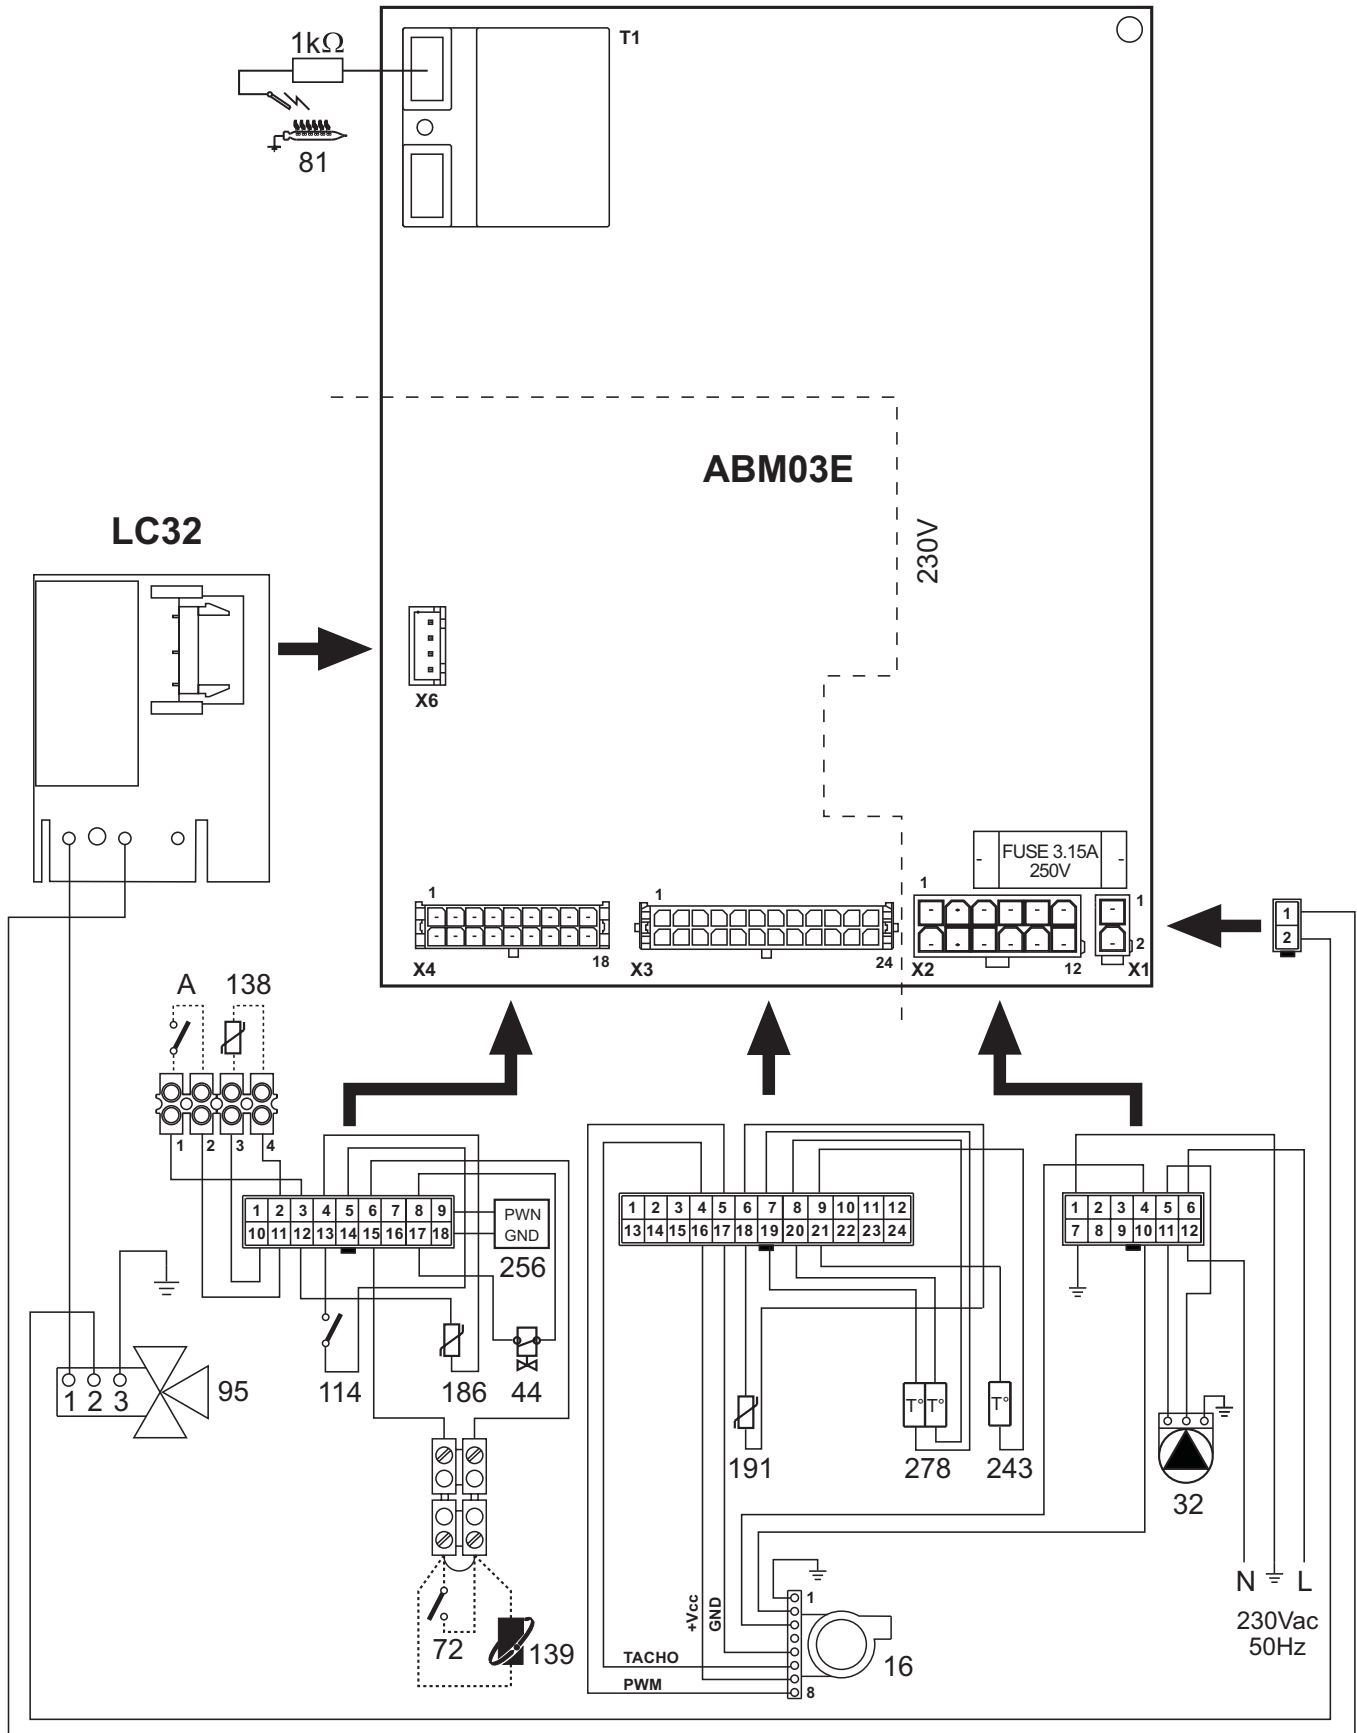 1kΩ
T1
81
ABM03E
230V
LC32
X6
FUSE 3.15A
250V
1
1
1
1
1
2
2
18
24
12
X4
X3
X2
X1
A
138
1 2 3 4
1 2 3 4 5 6 7 8 9
10 11 12 13 14 15 16 17 18
PWN
GND
256
1 2 3 4 5 6 7 8 9 10 11 12
13 14 15 16 17 18 19 20 21 22 23 24
1 2 3 4 5 6
7 8 9 10 11 12
1 2 3
95
114
186
44
191
278
T°
T°
243
T°
32
72
139
+Vcc
GND
TACHO
PWM
1
8
16
N
L
230Vac
50Hz